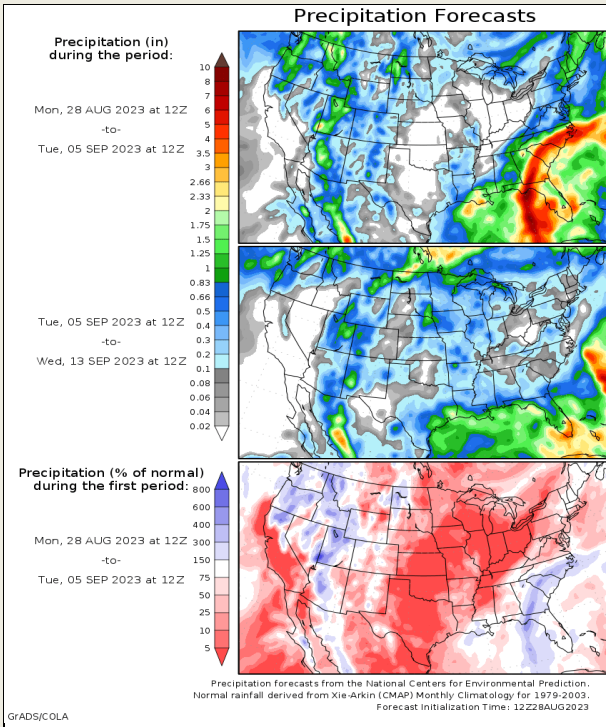 Precipitation Forecasts
Precipitation (in)
during the period:
Mon, 28 AUG 2023 at 12Z
-to-
Tue, 05 SEP 2023 at 12Z
10
8
7
6
5
4
3.5
3
2.66
2.33
2
1.75
1.5
1.25
1
0.83
0.66
0.5
0.4
0.3
0.2
0.1
0.08
0.06
0.04
0.02
Tue, 05 SEP 2023 at 12Z
-to-
Wed, 13 SEP 2023 at 12Z
Precipitation (% of normal)
during the first period:
Mon, 28 AUG 2023 at 12Z
-to-
Tue, 05 SEP 2023 at 12Z
800
600
400
300
150
75
50
25
10
5
Precipitation forecasts from the National Centers for Environmental Prediction.
Normal rainfall derived from Xie-Arkin (CMAP) Monthly Climatology for 1979-2003.
Forecast Initialization Time: 12Z28AUG2023
GrADS/COLA